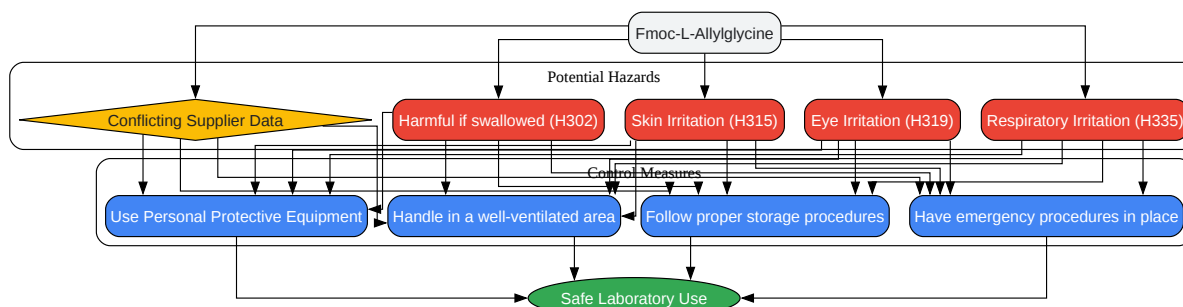 Fmoc-L-Allylglycine
Potential Hazards
Conflicting Supplier Data
Harmful if swallowed (H302)
Skin Irritation (H315)
Eye Irritation (H319)
Respiratory Irritation (H335)
Control Measures
Use Personal Protective Equipment
Handle in a well-ventilated area
Follow proper storage procedures
Have emergency procedures in place
Safe Laboratory Use